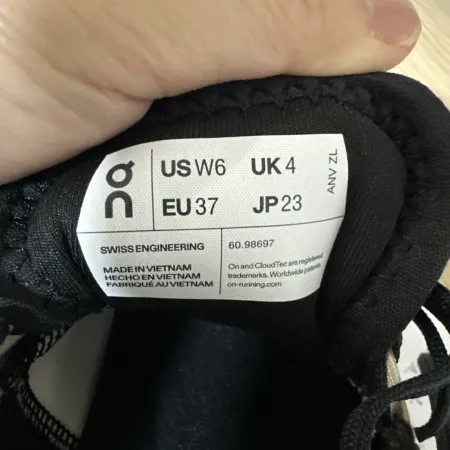 US W6 UK 4
EU 37 JP 23
ANV ZL
SWISS ENGINEERING
60.98697
MADE IN VIETNAM
HECHO EN VIETNAM
FABRIQUÉ AU VIETNAM
On and CloudTec are registered
trademarks, Worldwide patents.
on-running.com